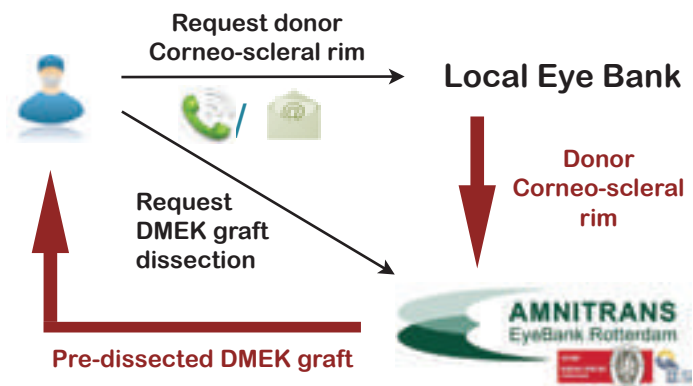 Request donor
Corneo-scleral rim
Local Eye Bank
/
@
Donor
Corneo-scleral
rim
Request
DMEK graft
dissection
AMNITRANS
EyeBank Rotterdam
Pre-dissected DMEK graft